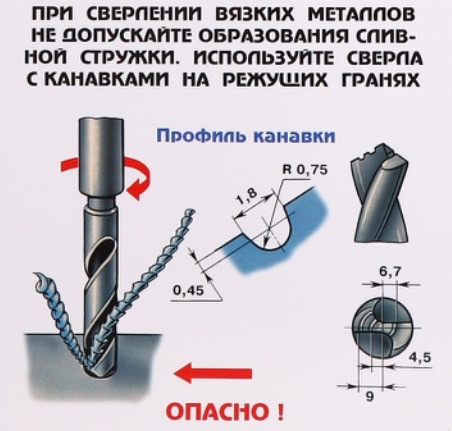 ПРИ СВЕРЛЕНИИ ВЯЗКИХ МЕТАЛЛОВ
НЕ ДОПУСКАЙТЕ ОБРАЗОВАНИЯ СЛИВ-
НОЙ СТРУЖКИ. ИСПОЛЬЗУЙТЕ СВЕРЛА
С КАНАВКАМИ НА РЕЖУЩИХ ГРАНЯХ
Профиль канавки
R 0,75
1,8
0,45
6,7
4,5
9
ОПАСНО !